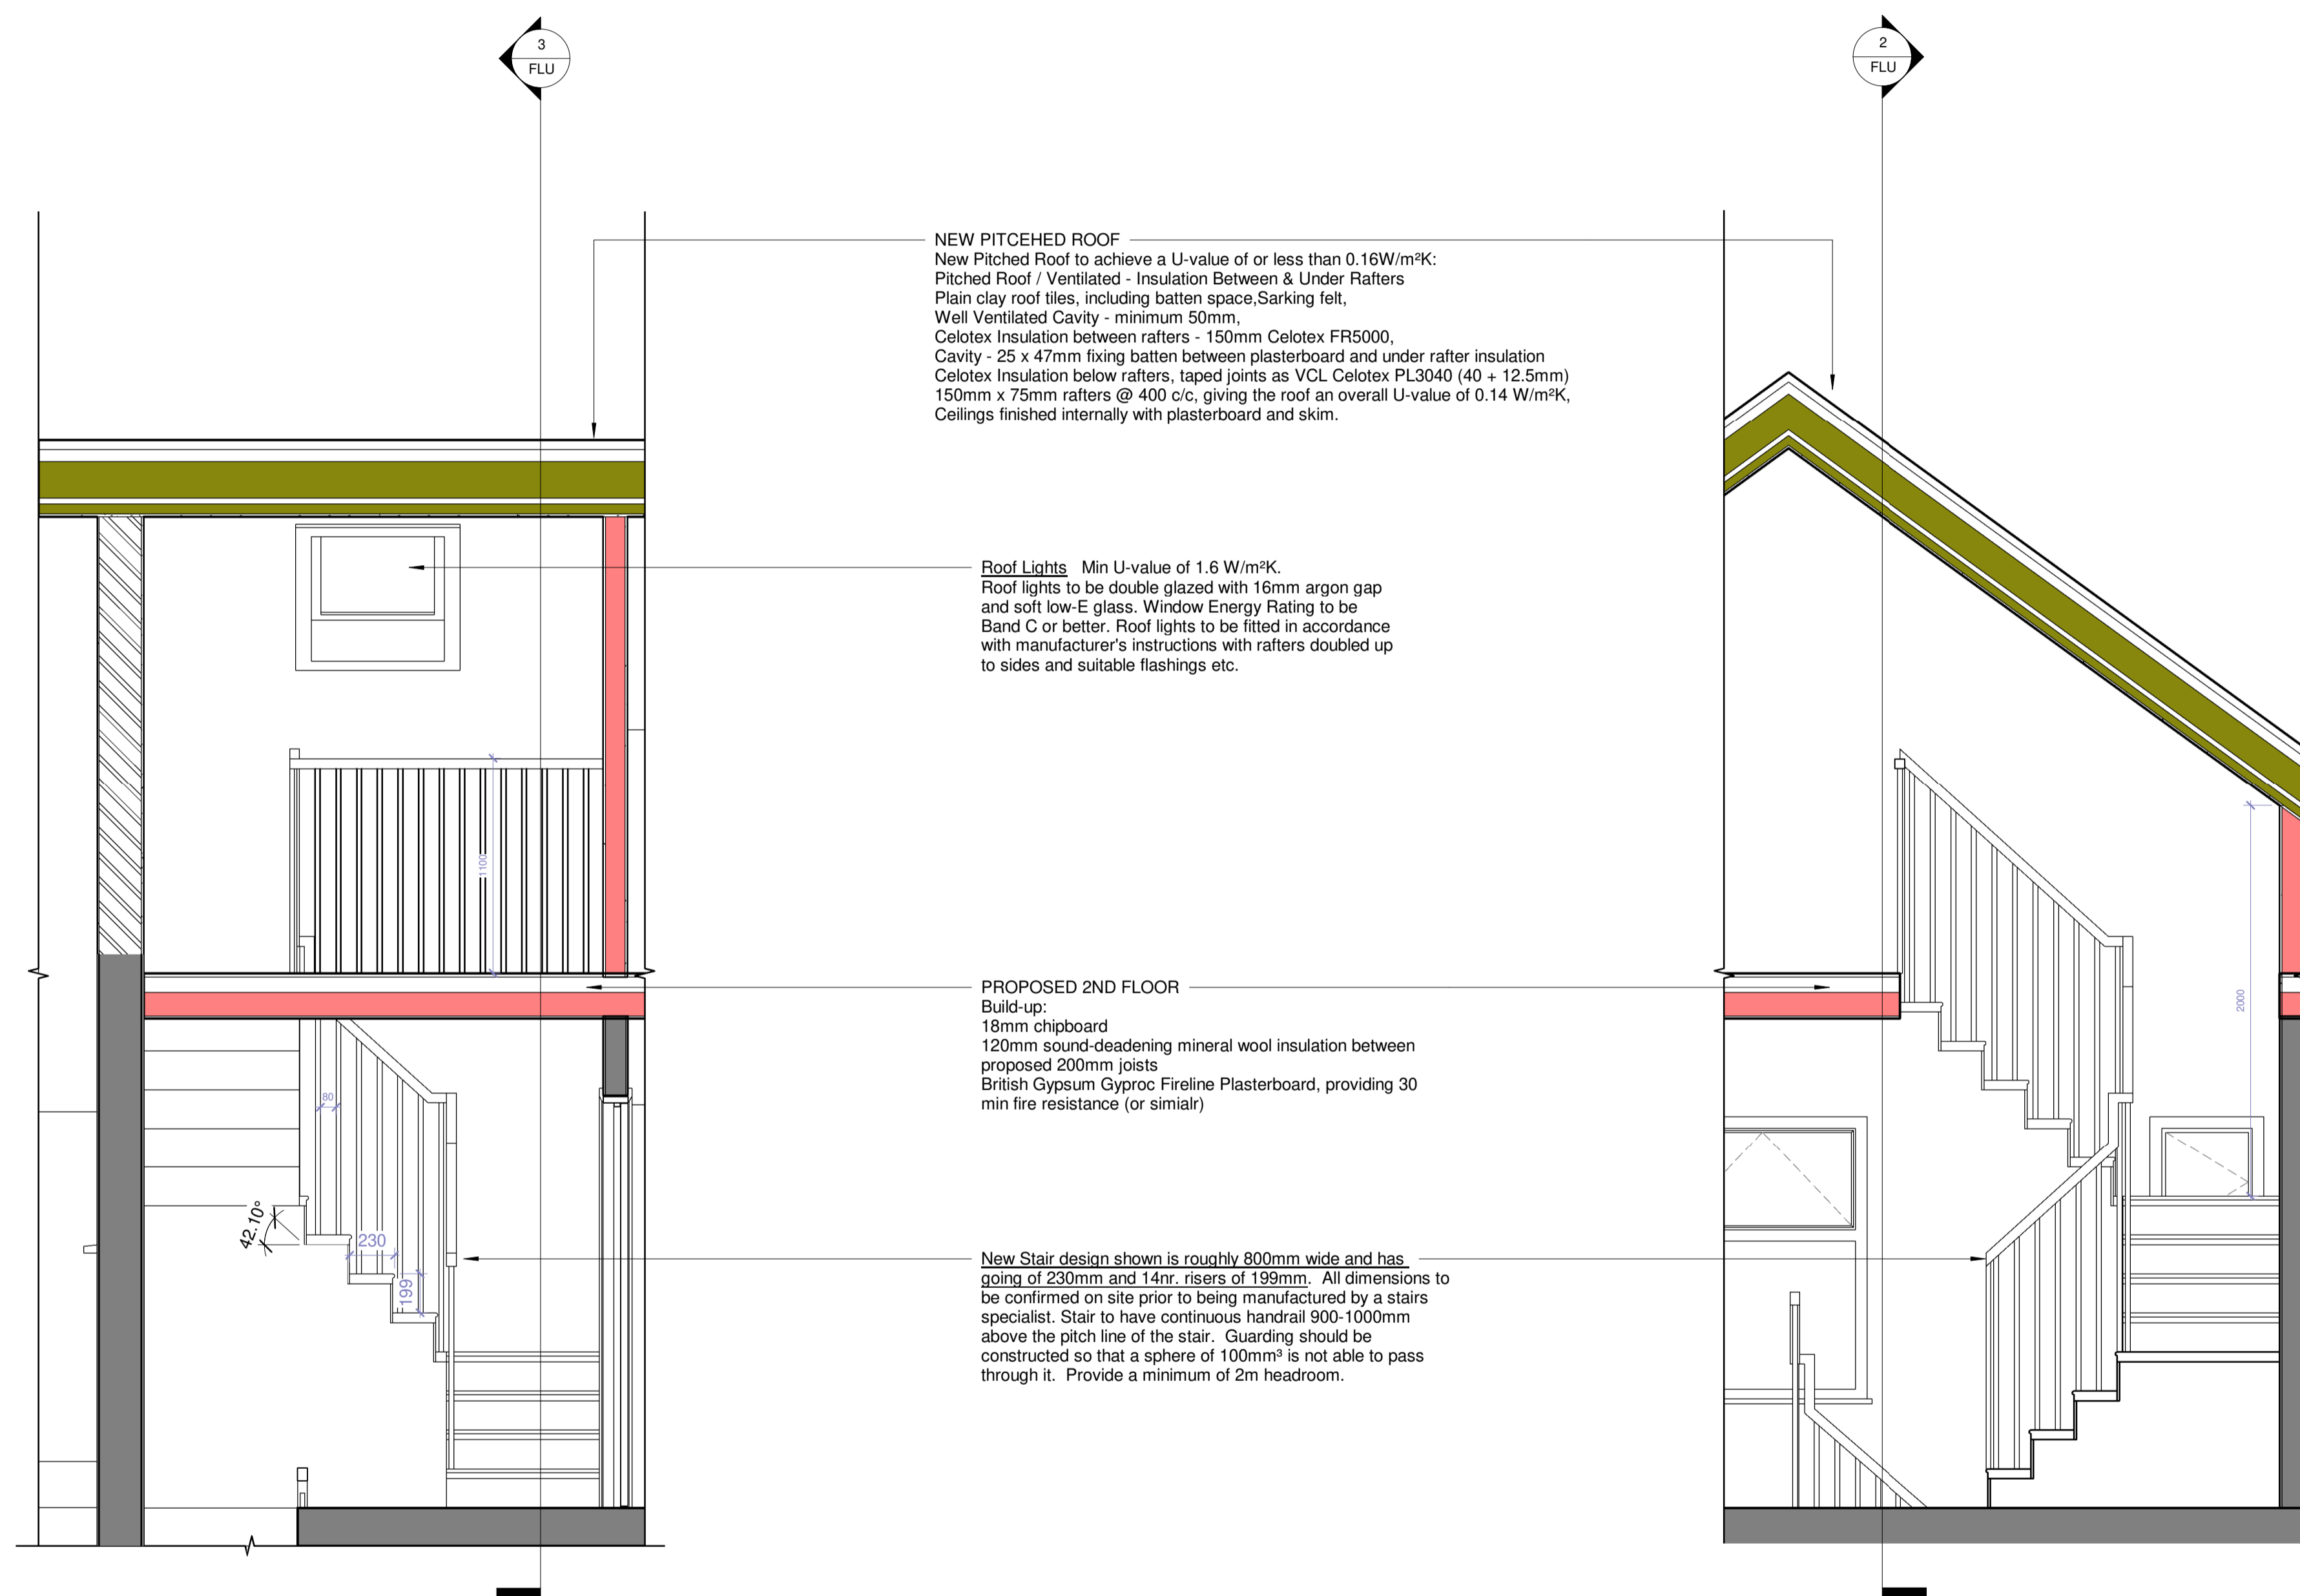 3
FLU
2
FLU
NEW PITCEHED ROOF
New Pitched Roof to achieve a U-value of or less than 0.16W/m²K:
Pitched Roof / Ventilated - Insulation Between & Under Rafters
Plain clay roof tiles, including batten space,Sarking felt,
Well Ventilated Cavity - minimum 50mm,
Celotex Insulation between rafters - 150mm Celotex FR5000,
Cavity - 25 x 47mm fixing batten between plasterboard and under rafter insulation
Celotex Insulation below rafters, taped joints as VCL Celotex PL3040 (40 + 12.5mm)
150mm x 75mm rafters @ 400 c/c, giving the roof an overall U-value of 0.14 W/m²K,
Ceilings finished internally with plasterboard and skim.
Roof Lights   Min U-value of 1.6 W/m²K.
Roof lights to be double glazed with 16mm argon gap
and soft low-E glass. Window Energy Rating to be
Band C or better. Roof lights to be fitted in accordance
with manufacturer's instructions with rafters doubled up
to sides and suitable flashings etc.
1100
PROPOSED 2ND FLOOR
Build-up:
18mm chipboard
120mm sound-deadening mineral wool insulation between
proposed 200mm joists
British Gypsum Gyproc Fireline Plasterboard, providing 30
min fire resistance (or simialr)
2000
80
42.10°
230
199
New Stair design shown is roughly 800mm wide and has
going of 230mm and 14nr. risers of 199mm.  All dimensions to
be confirmed on site prior to being manufactured by a stairs
specialist. Stair to have continuous handrail 900-1000mm
above the pitch line of the stair.  Guarding should be
constructed so that a sphere of 100mm³ is not able to pass
through it.  Provide a minimum of 2m headroom.